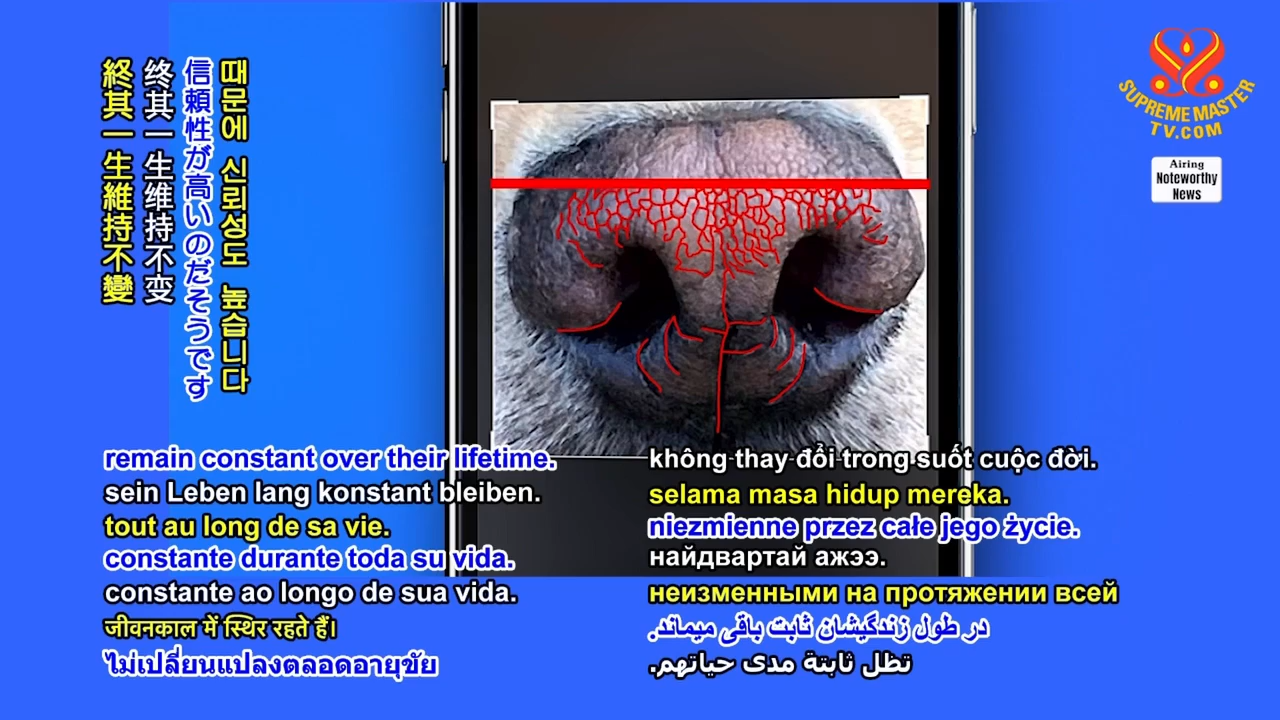 때문에 신뢰성도 높습니다
信頼性が高いのだそうです
终其一生维持不变
終其一生維持不變
SUPREME MASTER
TV.COM
Airing
Noteworthy
News
remain constant over their lifetime.
sein Leben lang konstant bleiben.
tout au long de sa vie.
constante durante toda su vida.
constante ao longo de sua vida.
जीवनकाल में स्थिर रहते हैं।
ไม่เปลี่ยนแปลงตลอดอายุขัย
không thay đổi trong suốt cuộc đời.
selama masa hidup mereka.
niezmienne przez całe jego życie.
найдвартай ажээ.
неизменными на протяжении всей
در طول زندگیشان ثابت باقی میماند.
تظل ثابتة مدى حياتهم.